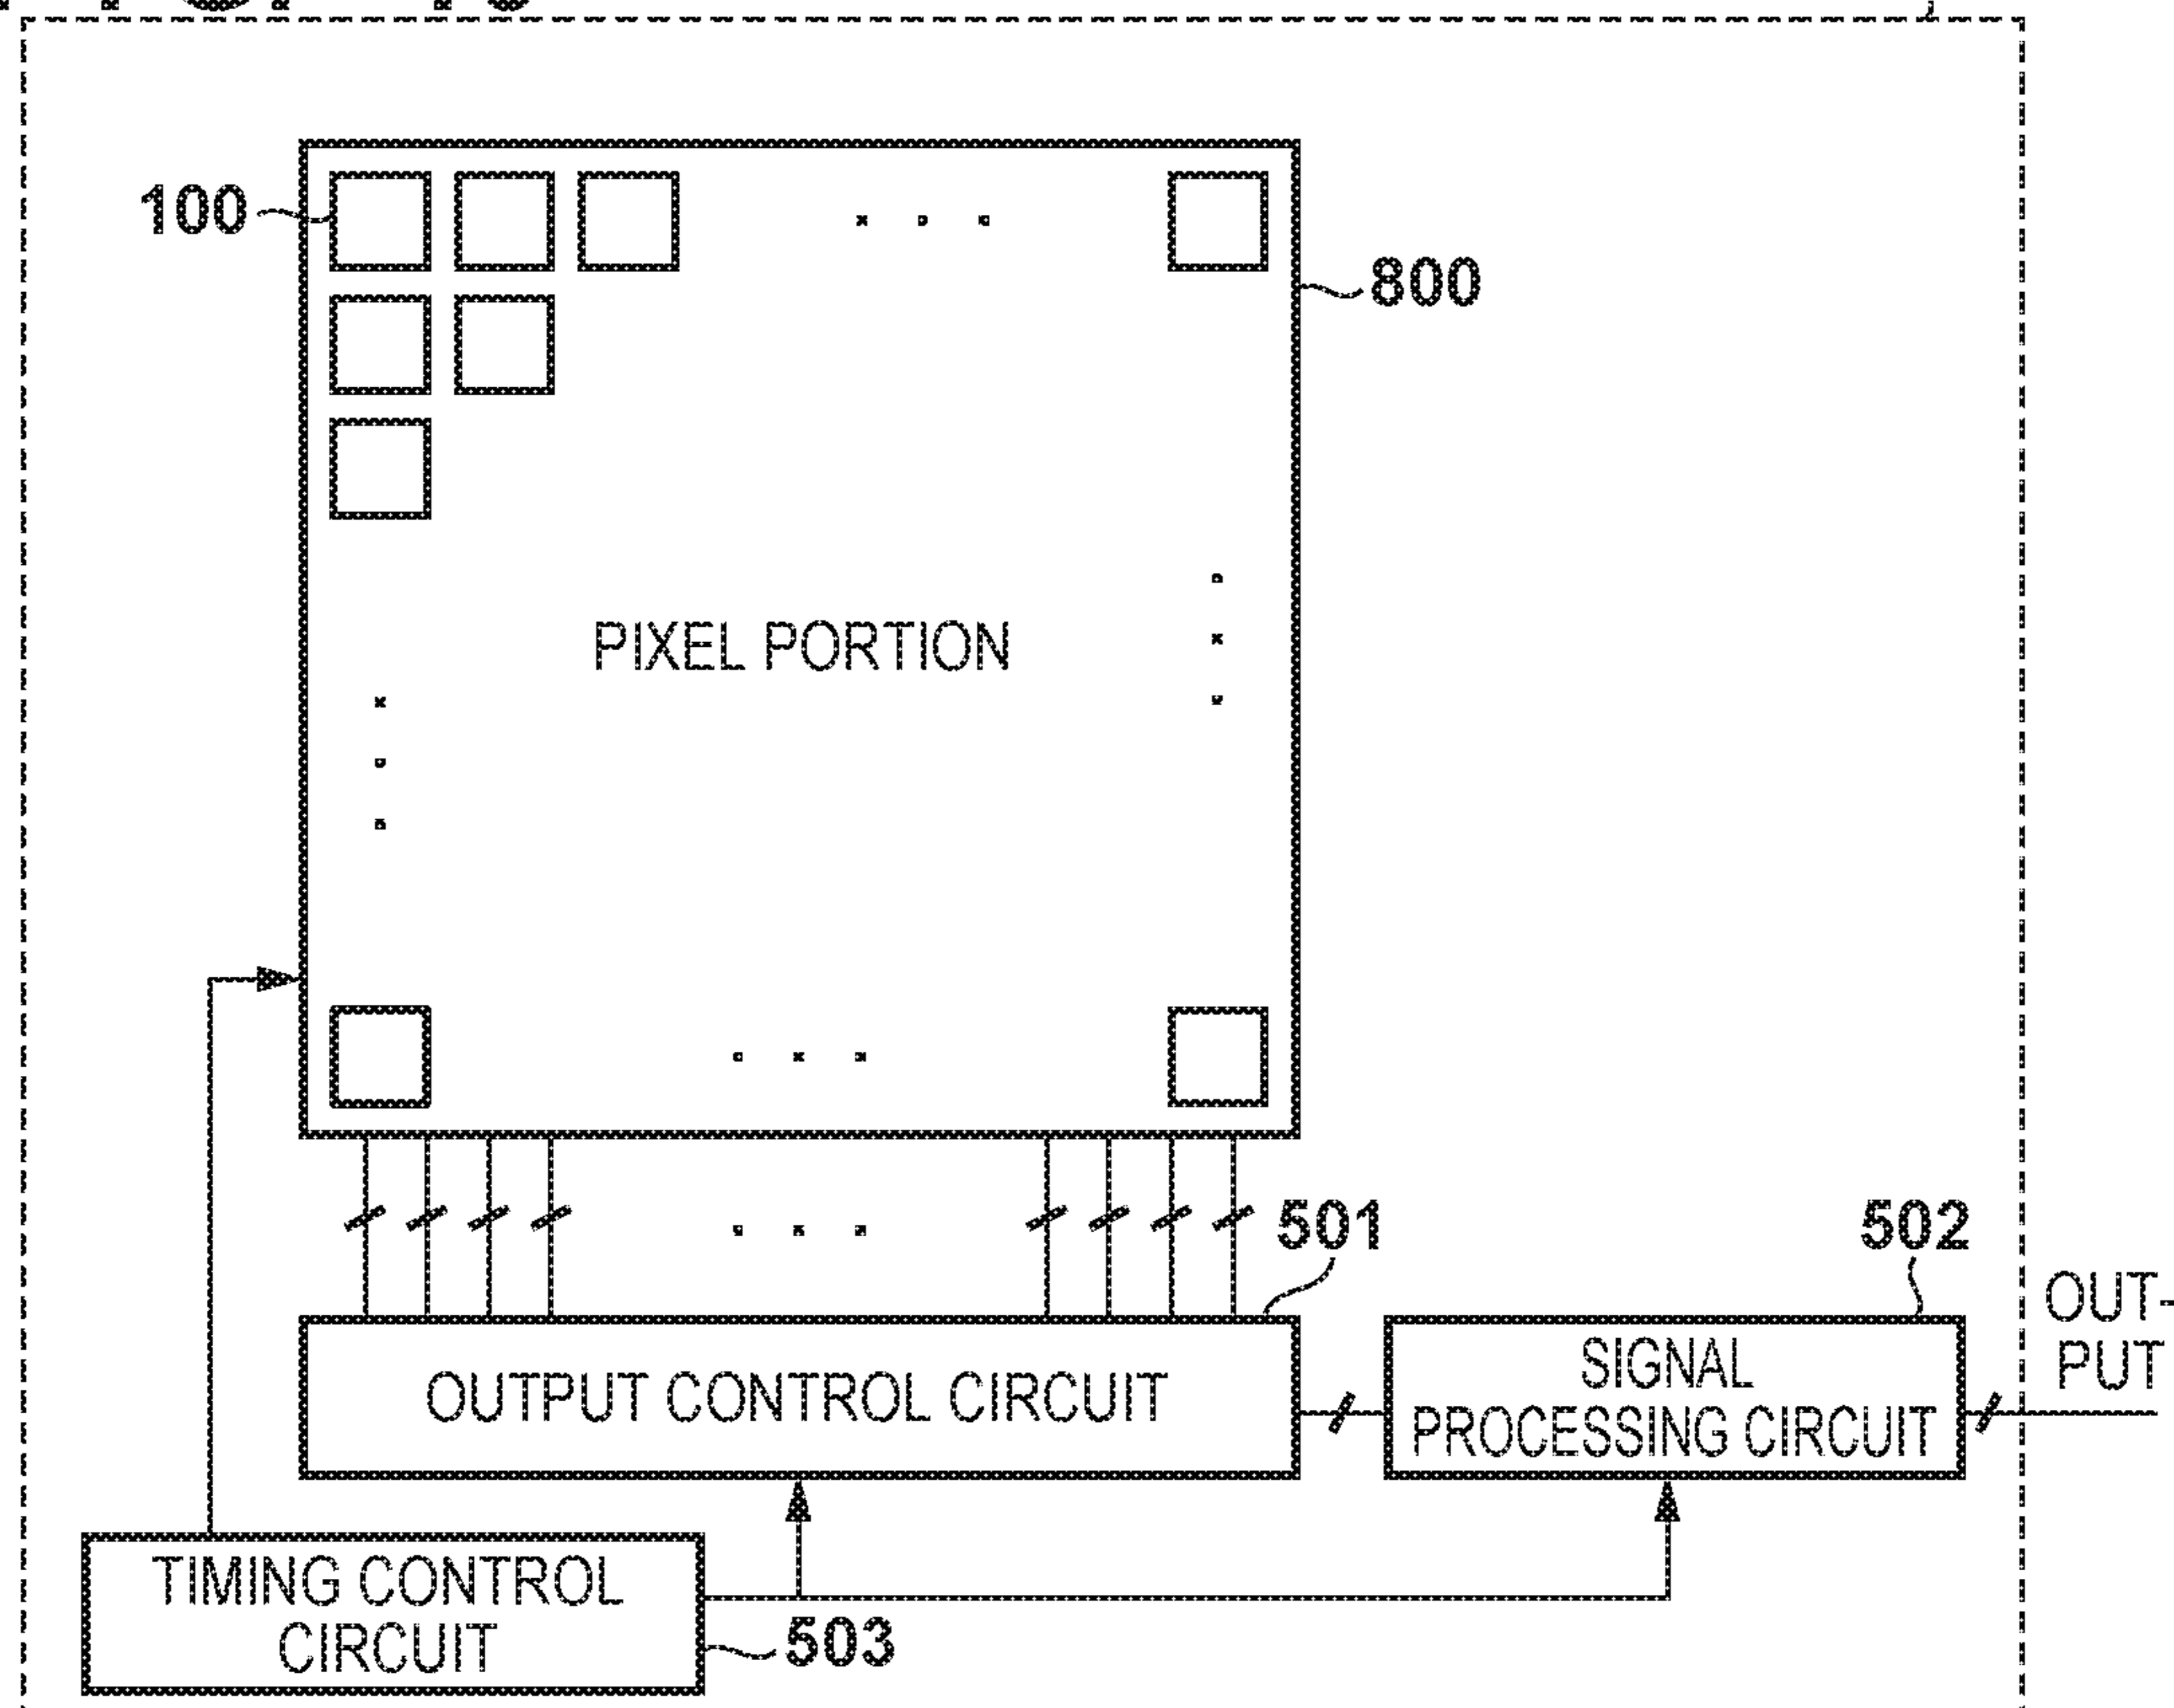 100
800
PIXEL PORTION
501
502
OUT-
PUT
OUTPUT CONTROL CIRCUIT
SIGNAL
PROCESSING CIRCUIT
TIMING CONTROL
CIRCUIT
503